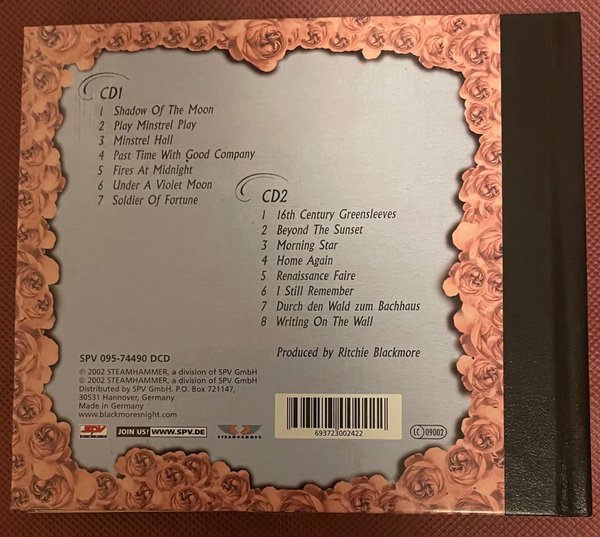 CD1
1 Shadow Of The Moon
2 Play Minstrel Play
3 Minstrel Hall
4 Past Time With Good Company
5 Fires At Midnight
6 Under A Violet Moon
7 Soldier Of Fortune
CD2
1 16th Century Greensleeves
2 Beyond The Sunset
3 Morning Star
4 Home Again
5 Renaissance Faire
6 I Still Remember
7 Durch den Wald zum Bachhaus
8 Writing On The Wall
Produced by Ritchie Blackmore
SPV 095-74490 DCD
℗ 2002 STEAMHAMMER, a division of SPV GmbH
© 2002 STEAMHAMMER, a division of SPV GmbH
Distributed by SPV GmbH, P.O. Box 721147,
30531 Hannover, Germany
Made in Germany
www.blackmoresnight.com
SPV
JOIN US! WWW.SPV.DE
STEAMHAMMER
693723002422
LC 09002